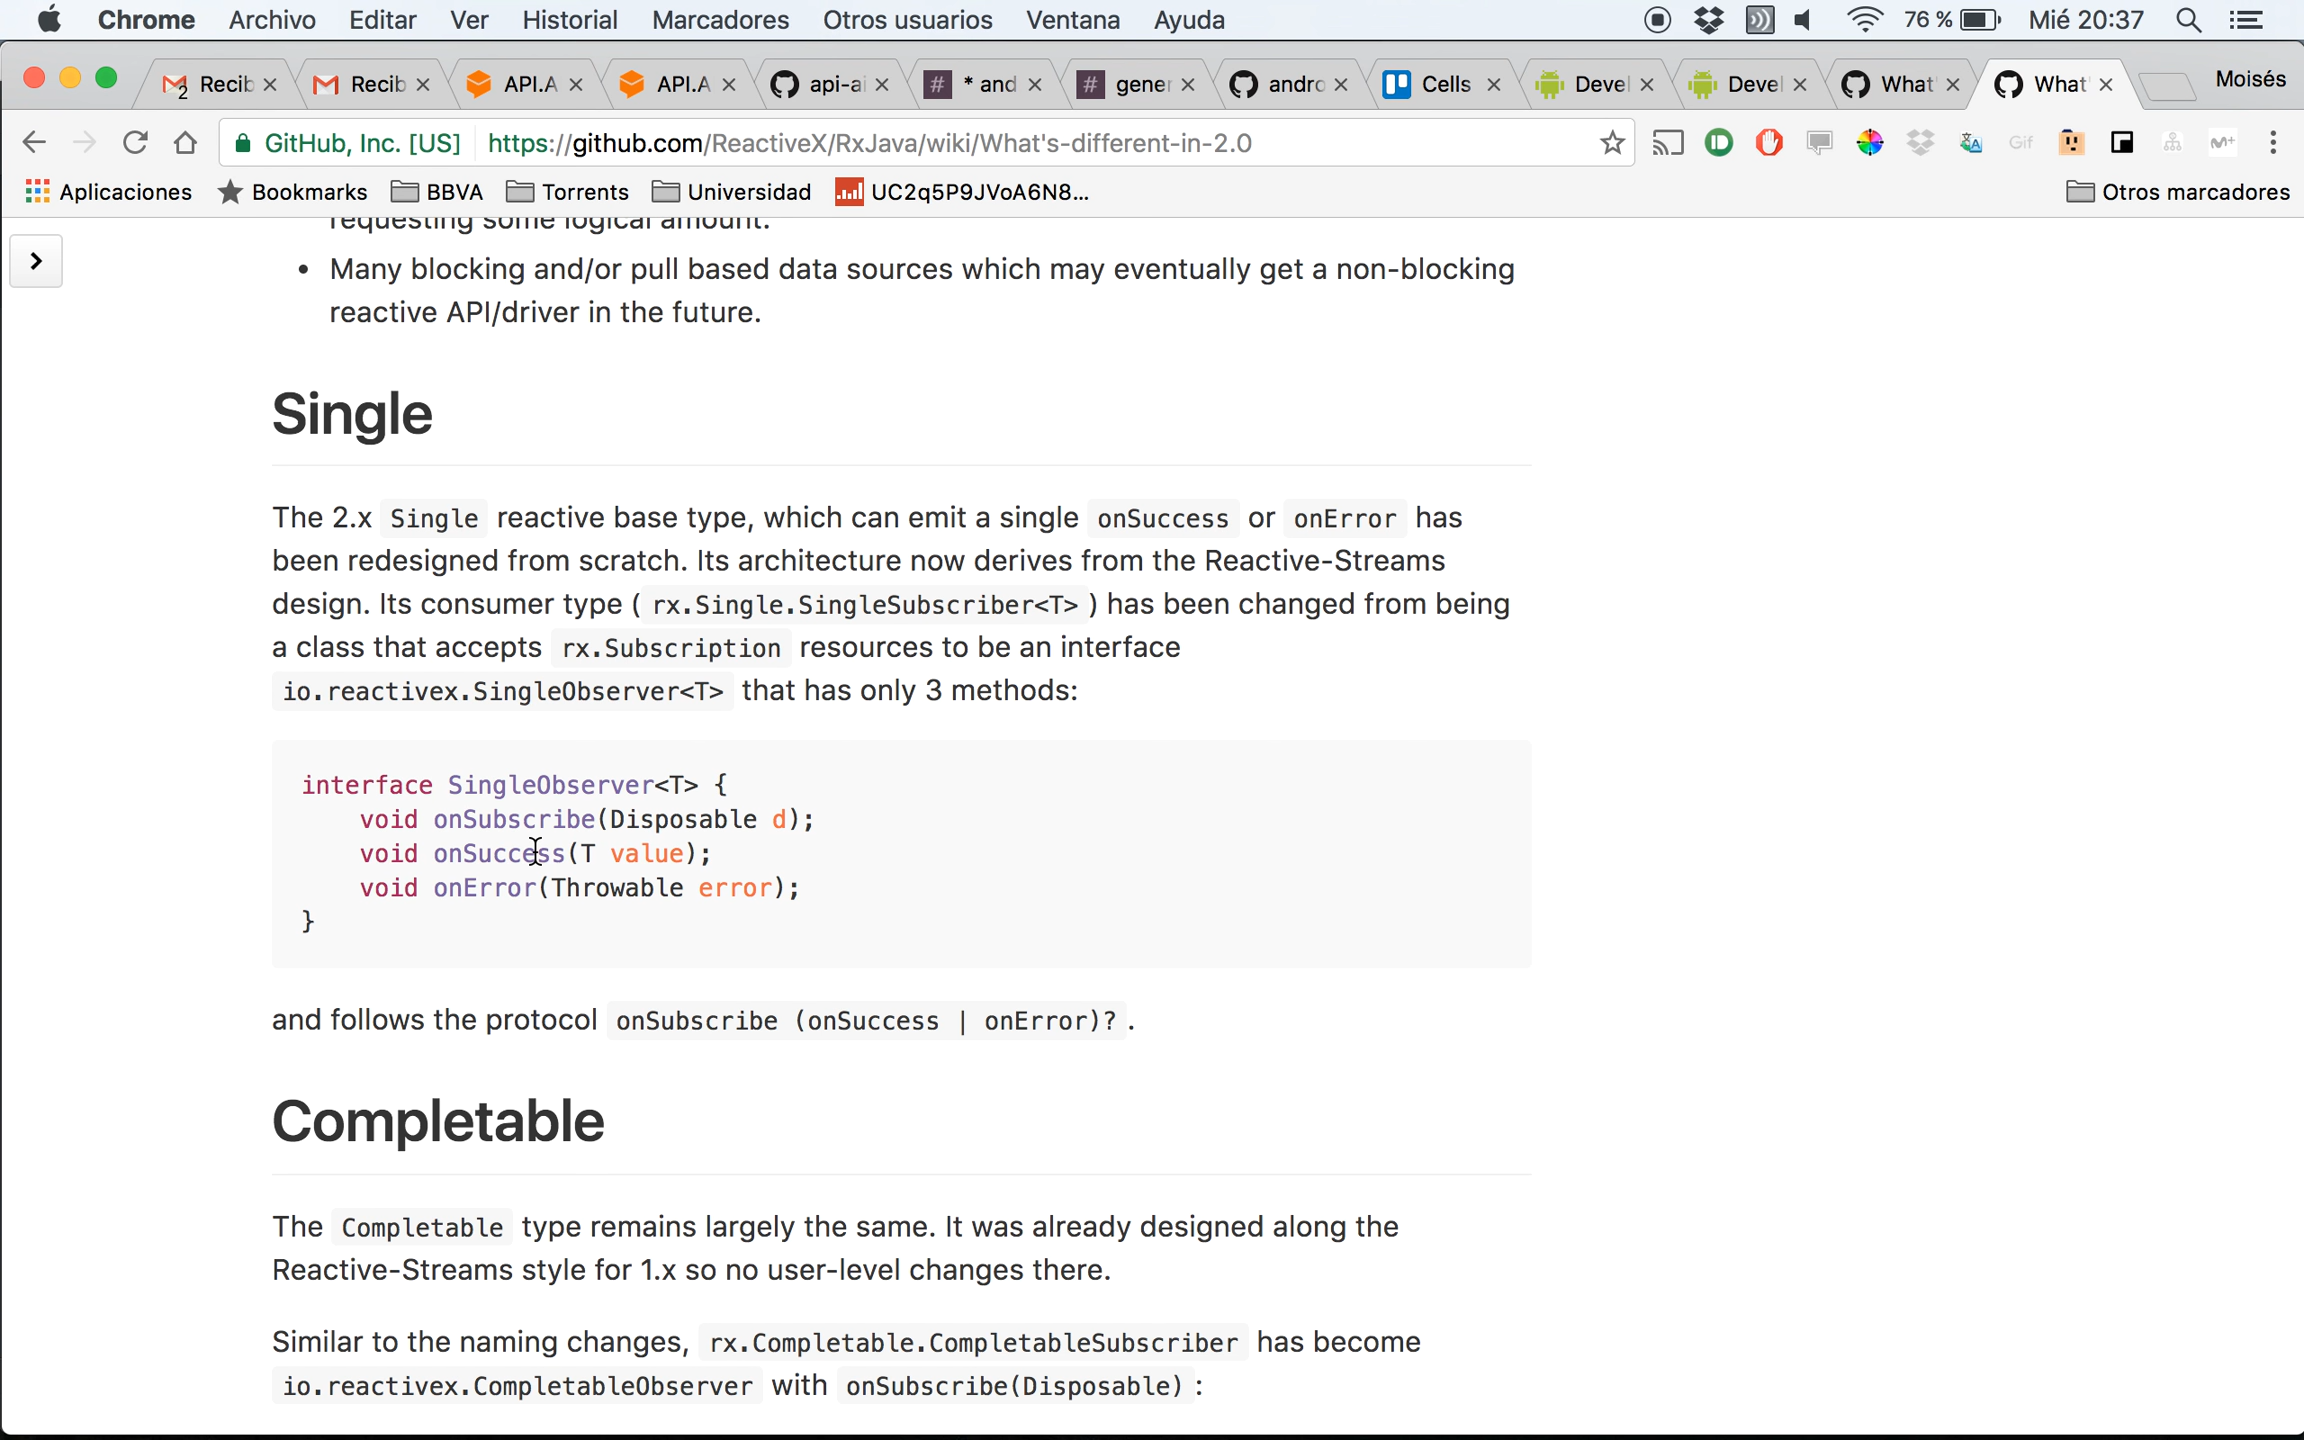 Chrome Archivo Editar Ver Historial Marcadores Otros usuarios Ventana Ayuda 76 % Mié 20:37
2 Recib Recib API.A API.A api-ai # * and # gener andro Cells Devel Devel What' What' Moisés
GitHub, Inc. [US] https://github.com/ReactiveX/RxJava/wiki/What's-different-in-2.0 Gif
Aplicaciones Bookmarks BBVA Torrents Universidad UC2q5P9JVoA6N8... Otros marcadores
requesting some logical amount.
• Many blocking and/or pull based data sources which may eventually get a non-blocking
reactive API/driver in the future.
Single
The 2.x Single reactive base type, which can emit a single onSuccess or onError has
been redesigned from scratch. Its architecture now derives from the Reactive-Streams
design. Its consumer type ( rx.Single.SingleSubscriber<T> ) has been changed from being
a class that accepts rx.Subscription resources to be an interface
io.reactivex.SingleObserver<T> that has only 3 methods:
interface SingleObserver<T> {
void onSubscribe(Disposable d);
void onSuccess(T value);
void onError(Throwable error);
}
and follows the protocol onSubscribe (onSuccess | onError)? .
Completable
The Completable type remains largely the same. It was already designed along the
Reactive-Streams style for 1.x so no user-level changes there.
Similar to the naming changes, rx.Completable.CompletableSubscriber has become
io.reactivex.CompletableObserver with onSubscribe(Disposable) :